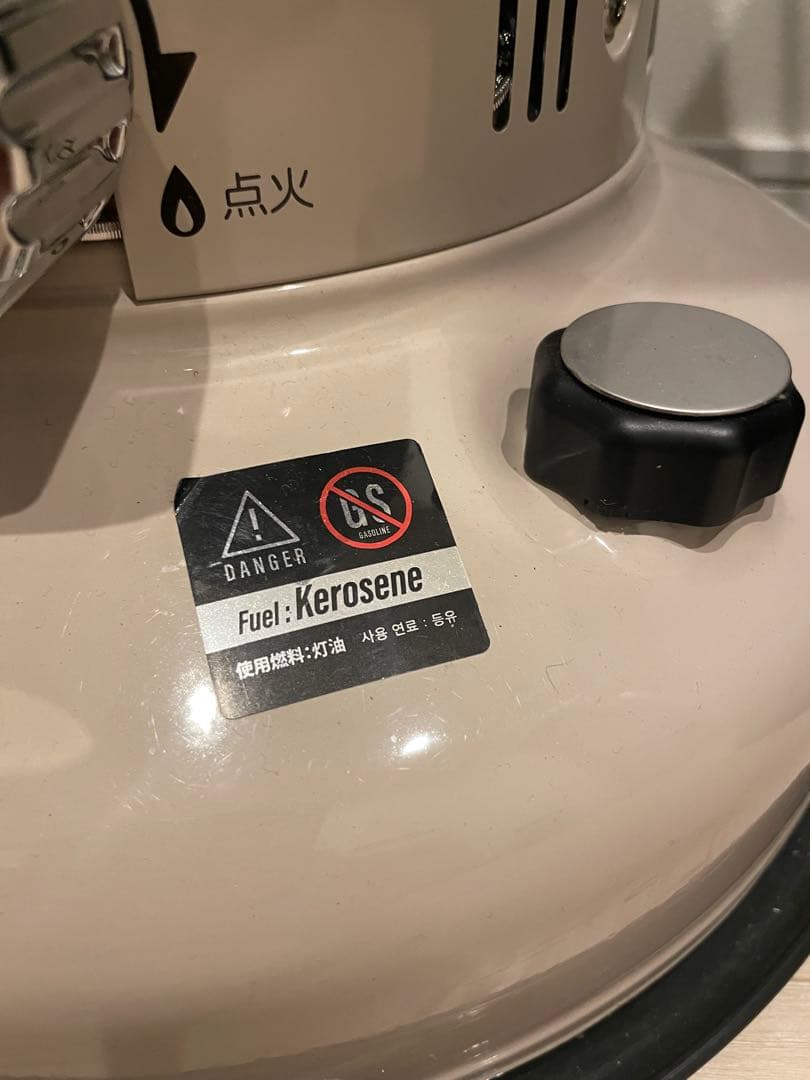 点火
GS
GASOLINE
DANGER
Fuel : Kerosene
使用燃料:灯油 사용 연료 : 등유